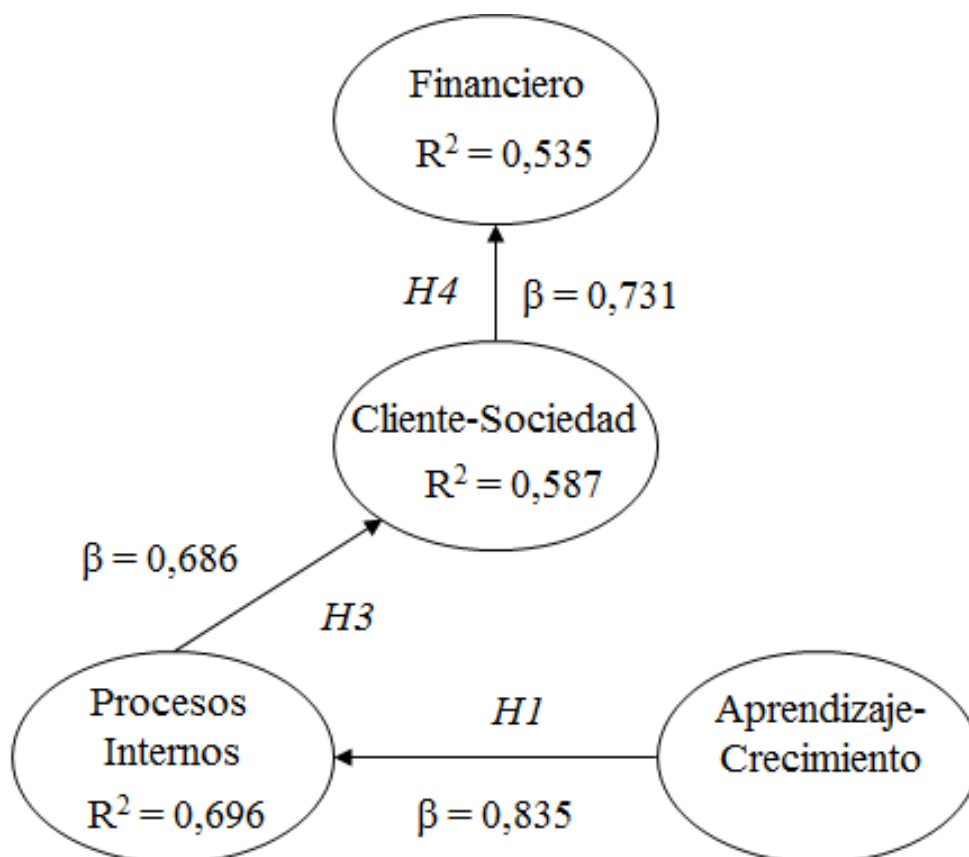 Financiero
R² = 0,535
H4
β = 0,731
Cliente-Sociedad
R² = 0,587
β = 0,686
H3
Procesos
Internos
R² = 0,696
H1
β = 0,835
Aprendizaje-
Crecimiento